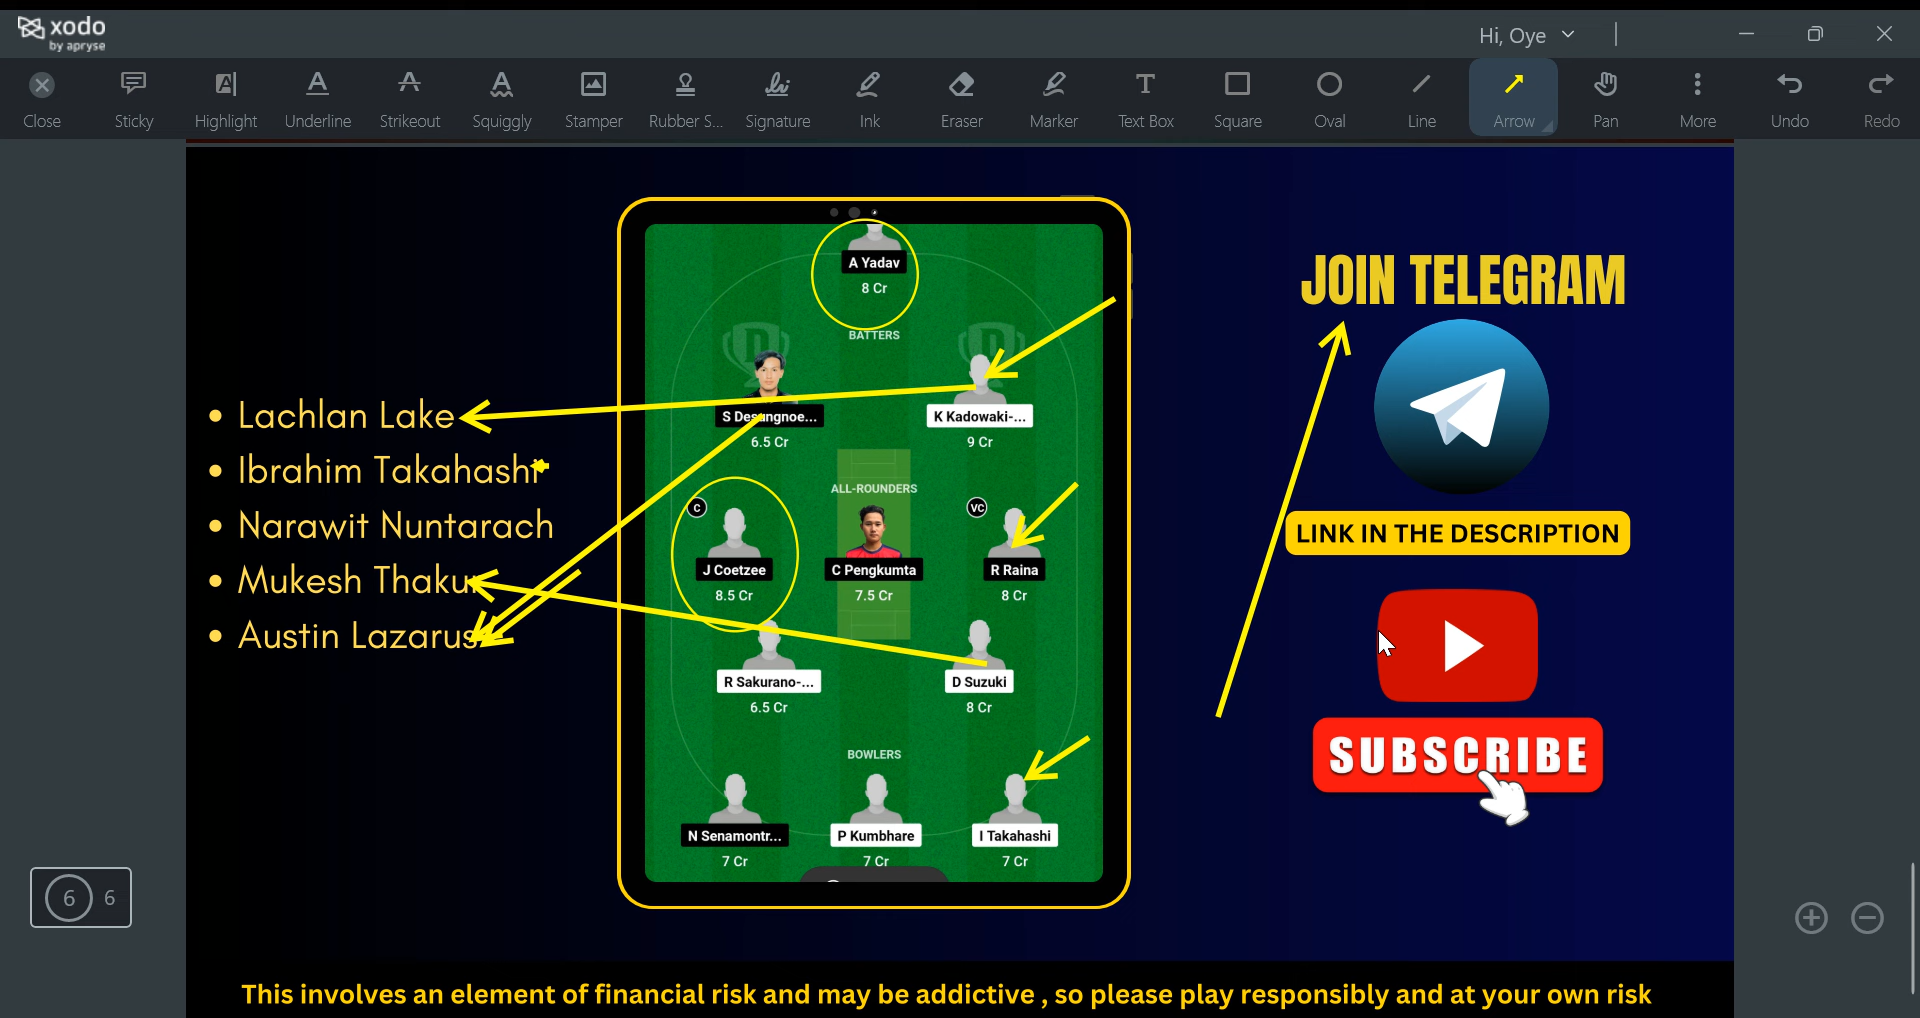 xodo
by apryse
Hi, Oye
Close
Sticky
Highlight
Underline
Strikeout
Squiggly
Stamper
Rubber S...
Signature
Ink
Eraser
Marker
Text Box
Square
Oval
Line
Arrow
Pan
More
Undo
Redo
Lachlan Lake
Ibrahim Takahashi
Narawit Nuntarach
Mukesh Thakur
Austin Lazarus
A Yadav
8 Cr
BATTERS
S Desungnoe...
6.5 Cr
K Kadowaki-...
9 Cr
ALL-ROUNDERS
C
J Coetzee
8.5 Cr
C Pengkumta
7.5 Cr
VC
R Raina
8 Cr
R Sakurano-...
6.5 Cr
D Suzuki
8 Cr
BOWLERS
N Senamontr...
7 Cr
P Kumbhare
7 Cr
I Takahashi
7 Cr
JOIN TELEGRAM
LINK IN THE DESCRIPTION
SUBSCRIBE
6 6
This involves an element of financial risk and may be addictive , so please play responsibly and at your own risk